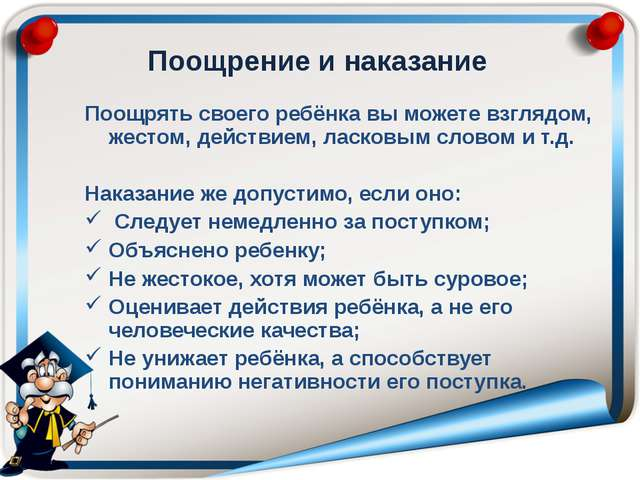 Поощрение и наказание
Поощрять своего ребёнка вы можете взглядом,
жестом, действием, ласковым словом и т.д.
Наказание же допустимо, если оно:
✓ Следует немедленно за поступком;
✓ Объяснено ребенку;
✓ Не жестокое, хотя может быть суровое;
✓ Оценивает действия ребёнка, а не его
человеческие качества;
✓ Не унижает ребёнка, а способствует
пониманию негативности его поступка.